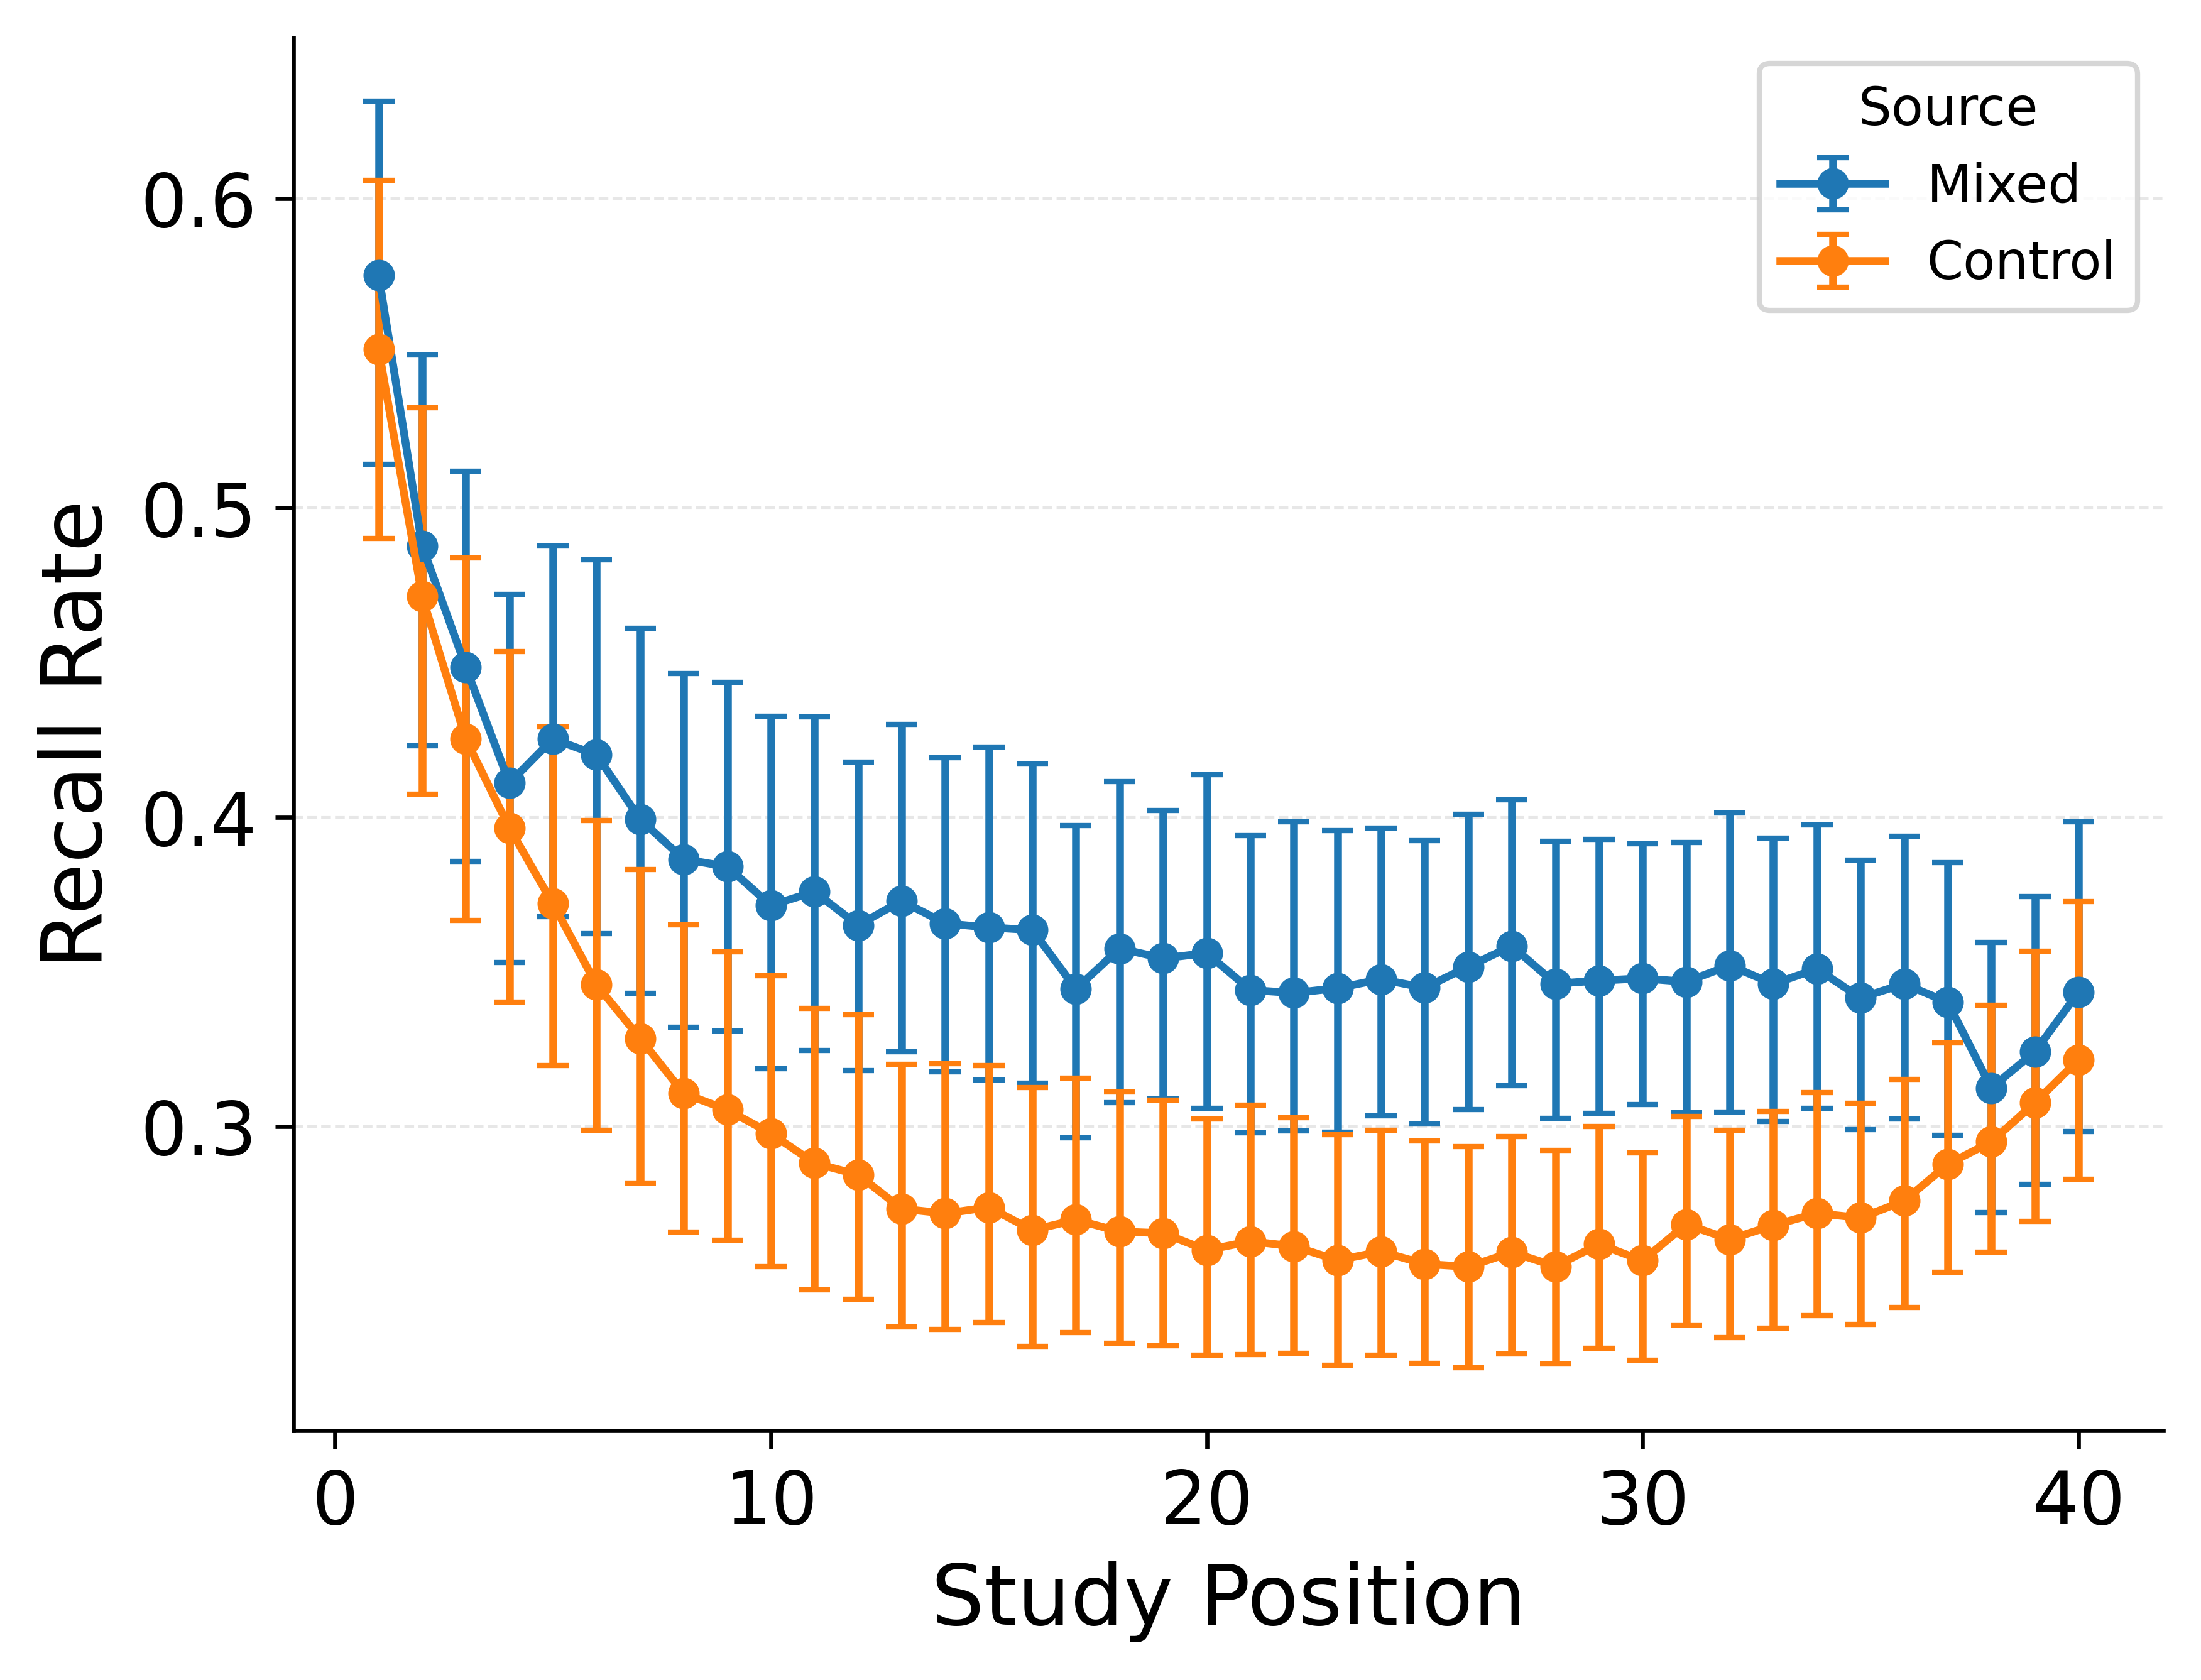 Source
Mixed
Control
0.6
0.5
0.4
0.3
Recall Rate
0 10 20 30 40
Study Position